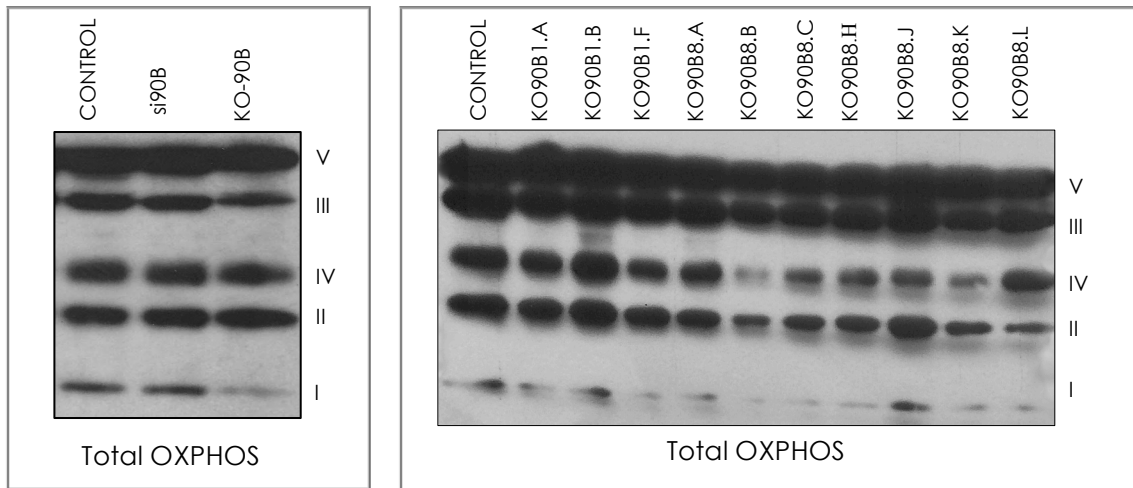 CONTROL
si90B
KO-90B
V
III
IV
II
I
Total OXPHOS
CONTROL
KO90B1.A
KO90B1.B
KO90B1.F
KO90B8.A
KO90B8.B
KO90B8.C
KO90B8.H
KO90B8.J
KO90B8.K
KO90B8.L
V
III
IV
II
I
Total OXPHOS